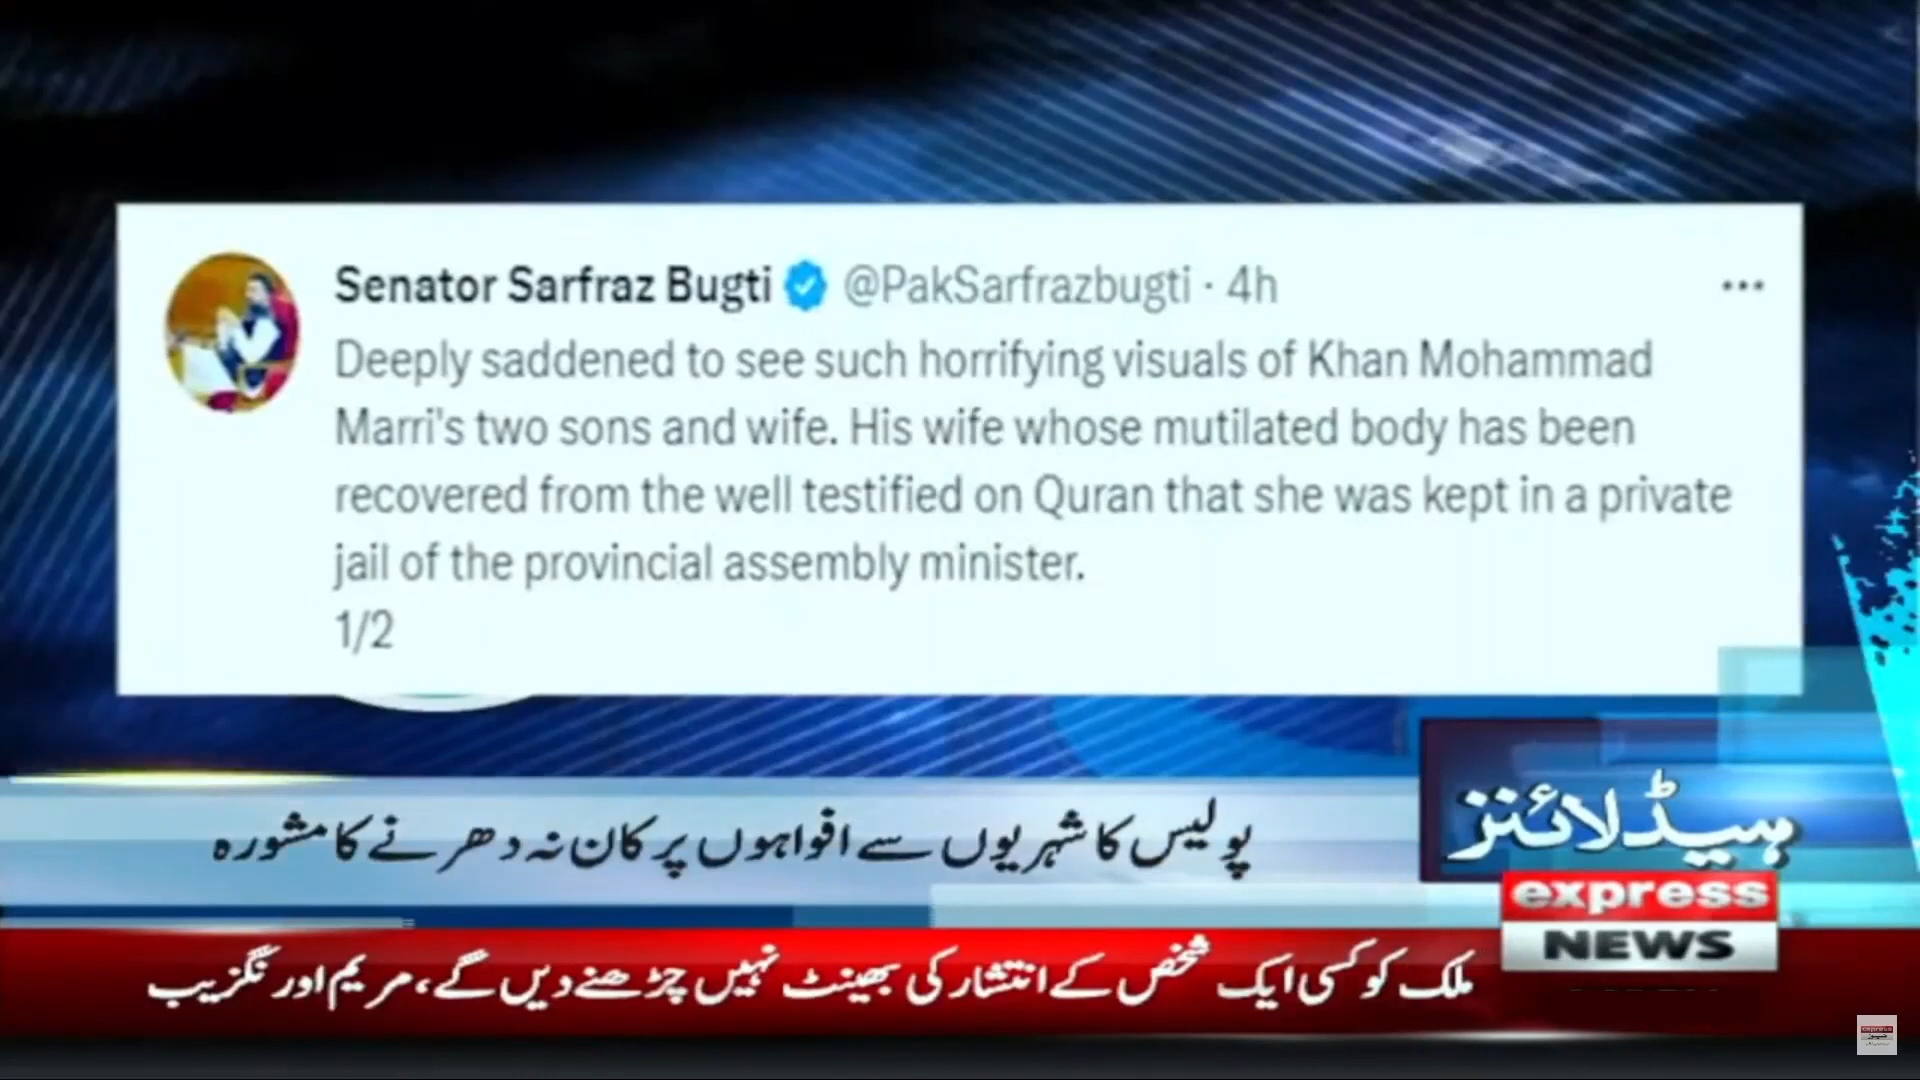 Senator Sarfraz Bugti @PakSarfrazbugti · 4h
Deeply saddened to see such horrifying visuals of Khan Mohammad
Marri's two sons and wife. His wife whose mutilated body has been
recovered from the well testified on Quran that she was kept in a private
jail of the provincial assembly minister.
1/2
ہیڈلائنز
پولیس کا شہریوں سے افواہوں پر کان نہ دھرنے کا مشورہ
express
NEWS
ملک کو کسی ایک شخص کے انتشار کی بھینٹ نہیں چڑھنے دیں گے، مریم اورنگزیب
express